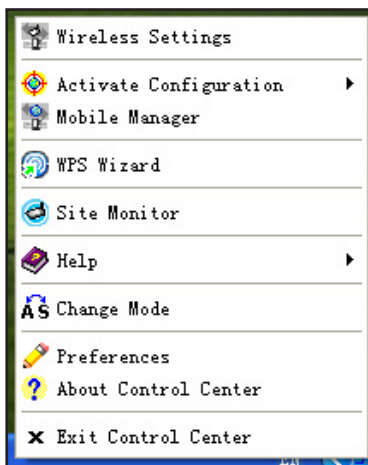 Wireless Settings
Activate Configuration
Mobile Manager
WPS Wizard
Site Monitor
Help
Change Mode
Preferences
About Control Center
Exit Control Center